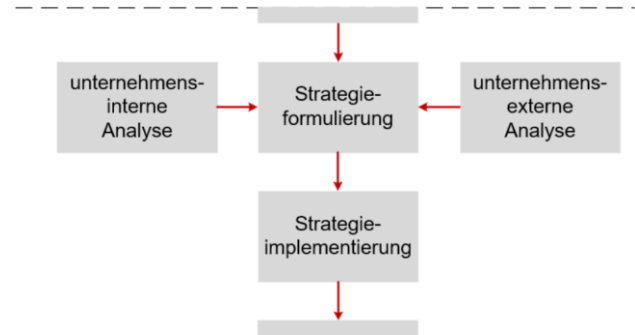 unternehmens-
interne
Analyse
Strategie-
formulierung
unternehmens-
externe
Analyse
Strategie-
implementierung